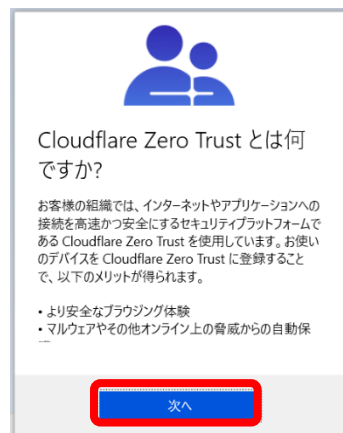 Cloudflare Zero Trust とは何
ですか?
お客様の組織では、インターネットやアプリケーションへの
接続を高速かつ安全にするセキュリティプラットフォームで
ある Cloudflare Zero Trust を使用しています。お使い
のデバイスを Cloudflare Zero Trust に登録すること
で、以下のメリットが得られます。
• より安全なブラウジング体験
• マルウェアやその他オンライン上の脅威からの自動保
次へ